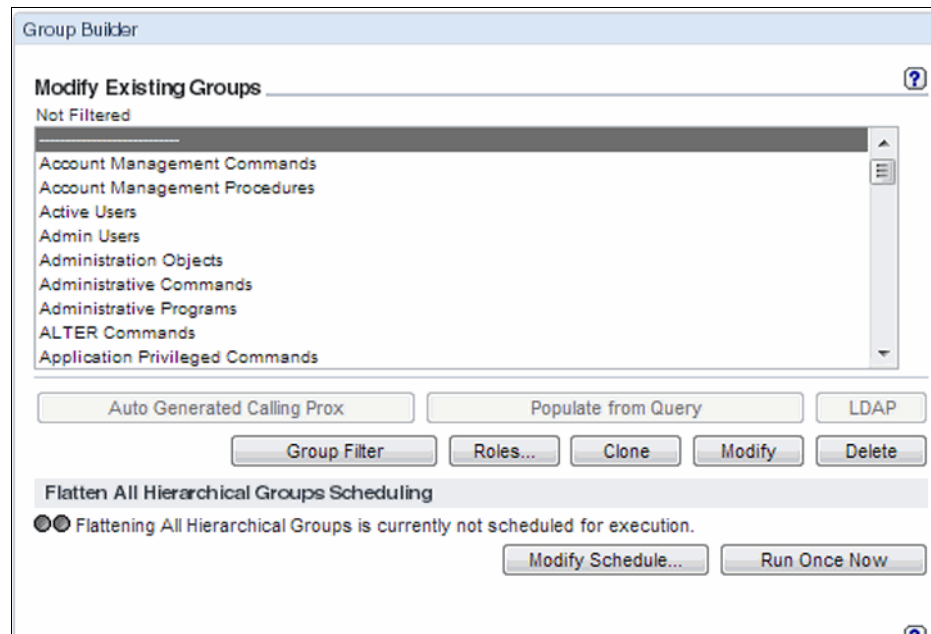 Group Builder
Modify Existing Groups
?
Not Filtered
----------------------------
Account Management Commands
Account Management Procedures
Active Users
Admin Users
Administration Objects
Administrative Commands
Administrative Programs
ALTER Commands
Application Privileged Commands
Auto Generated Calling Prox Populate from Query LDAP
Group Filter Roles... Clone Modify Delete
Flatten All Hierarchical Groups Scheduling
Flattening All Hierarchical Groups is currently not scheduled for execution.
Modify Schedule... Run Once Now
?